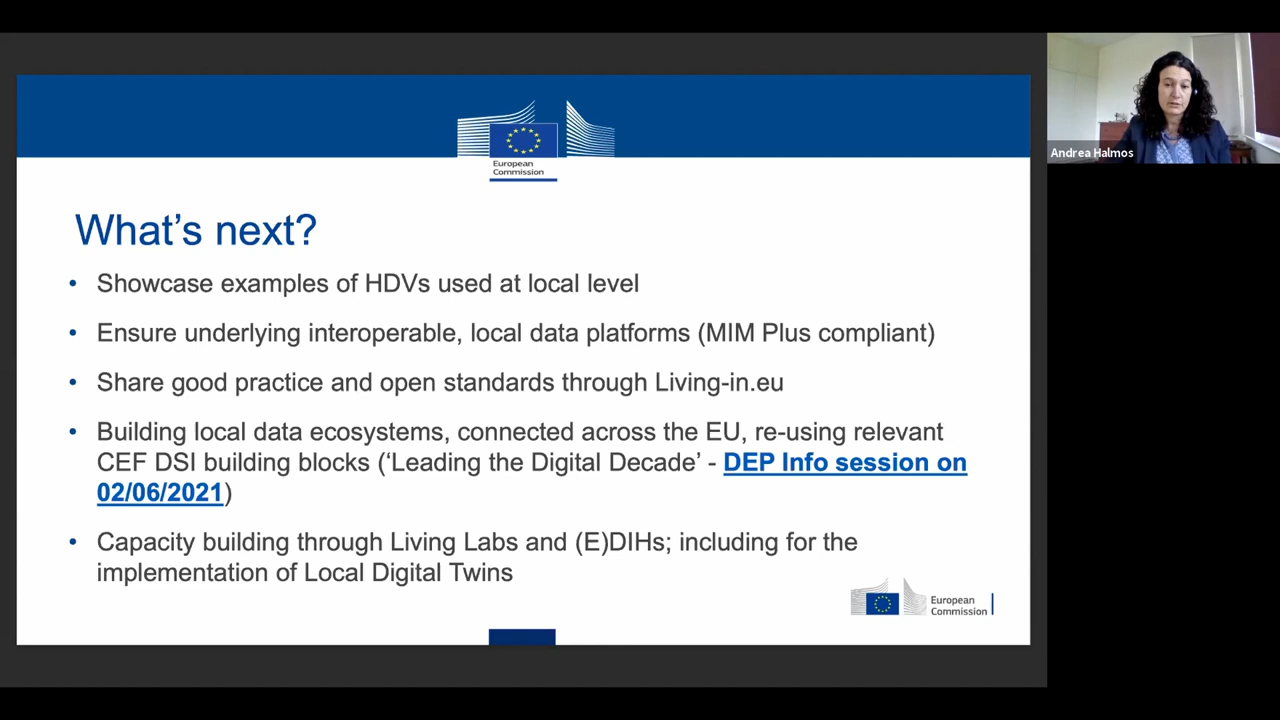 European
Commission
What's next?
• Showcase examples of HDVs used at local level
• Ensure underlying interoperable, local data platforms (MIM Plus compliant)
• Share good practice and open standards through Living-in.eu
• Building local data ecosystems, connected across the EU, re-using relevant
CEF DSI building blocks (‘Leading the Digital Decade’ - DEP Info session on
02/06/2021)
• Capacity building through Living Labs and (E)DIHs; including for the
implementation of Local Digital Twins
European
Commission
Andrea Halmos